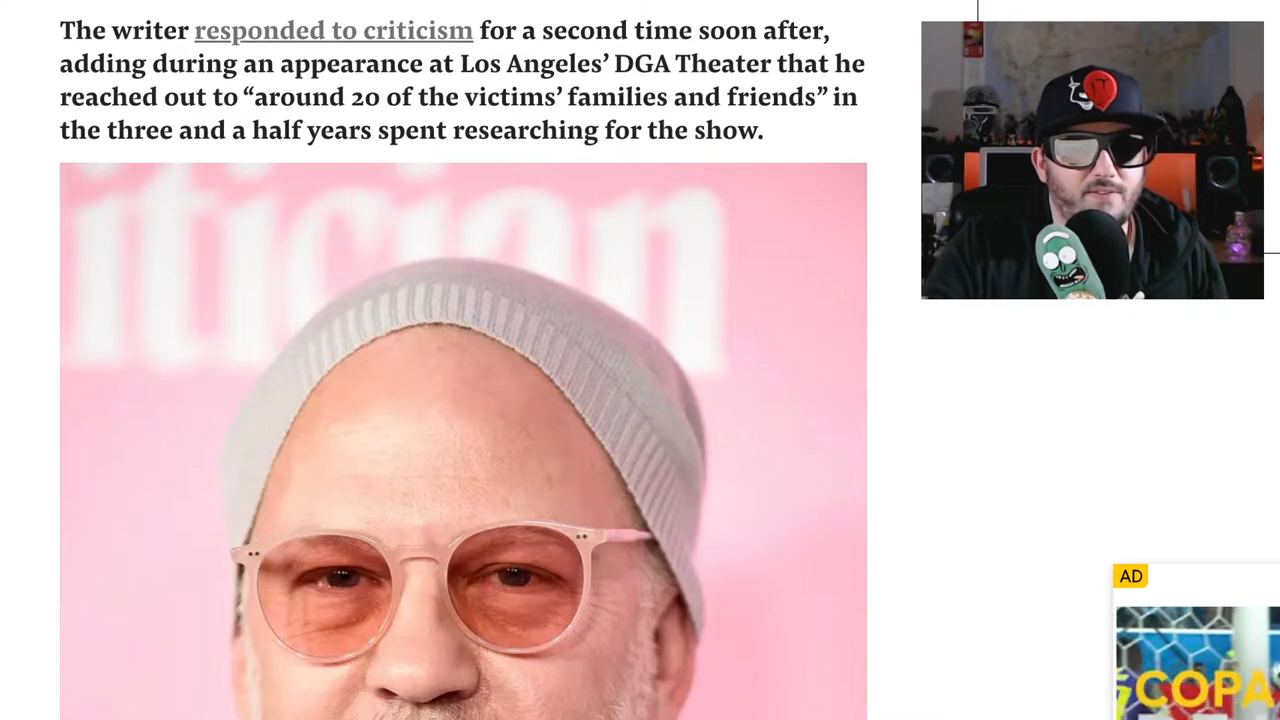 The writer responded to criticism for a second time soon after,
adding during an appearance at Los Angeles’ DGA Theater that he
reached out to “around 20 of the victims’ families and friends” in
the three and a half years spent researching for the show.
itician
AD
COPA